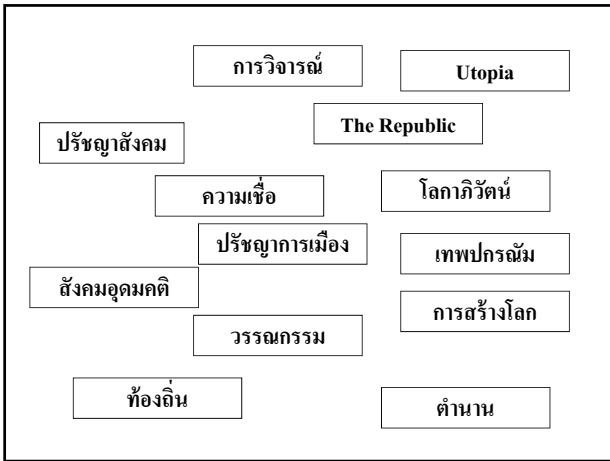 การวิจารณ์
Utopia
The Republic
ปรัชญาสังคม
ความเชื่อ
โลกาภิวัตน์
ปรัชญาการเมือง
เทพปกรณัม
สังคมอุดมคติ
การสร้างโลก
วรรณกรรม
ท้องถิ่น
ตำนาน